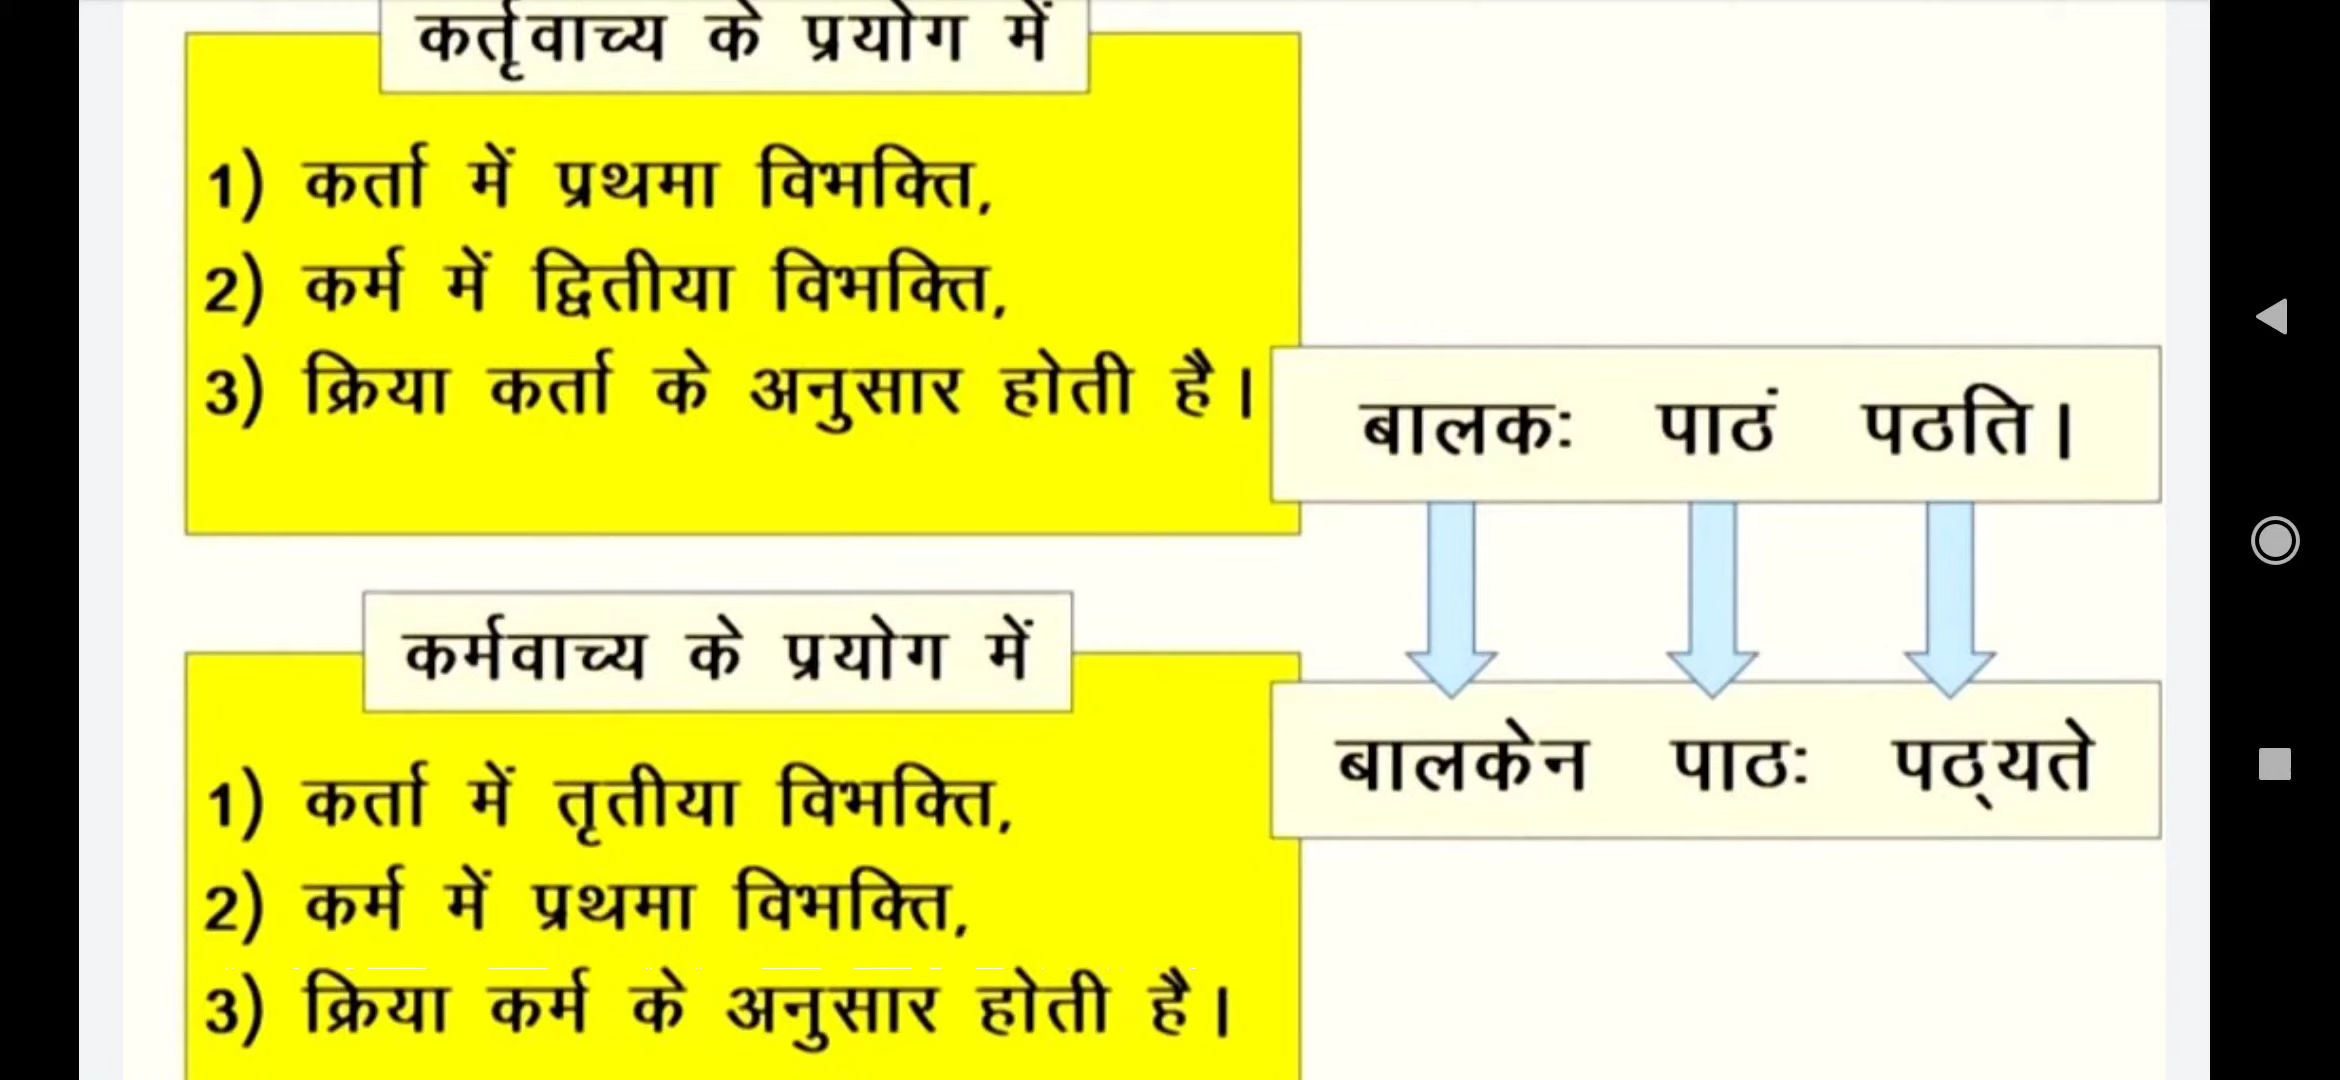 कर्तृवाच्य के प्रयोग में
1) कर्ता में प्रथमा विभक्ति,
2) कर्म में द्वितीया विभक्ति,
3) क्रिया कर्ता के अनुसार होती है।
बालकः पाठं पठति।
कर्मवाच्य के प्रयोग में
बालकेन पाठः पठ्यते
1) कर्ता में तृतीया विभक्ति,
2) कर्म में प्रथमा विभक्ति,
3) क्रिया कर्म के अनुसार होती है।